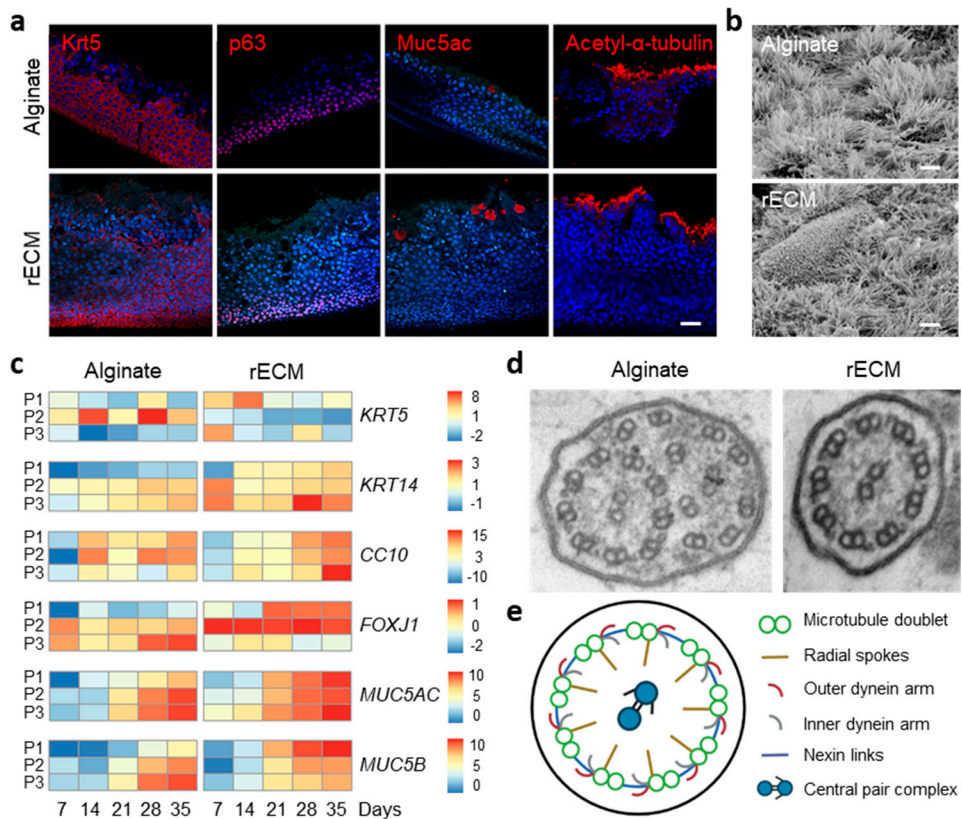 a
Krt5 p63 Muc5ac Acetyl-α-tubulin
Alginate
rECM
b
Alginate
rECM
c
Alginate rECM
P1
P2
P3
KRT5
8
1
-2
P1
P2
P3
KRT14
3
1
-1
P1
P2
P3
CC10
15
3
-10
P1
P2
P3
FOXJ1
1
0
-2
P1
P2
P3
MUC5AC
10
5
0
P1
P2
P3
MUC5B
10
5
0
7 14 21 28 35 7 14 21 28 35 Days
d
Alginate rECM
e
Microtubule doublet
Radial spokes
Outer dynein arm
Inner dynein arm
Nexin links
Central pair complex